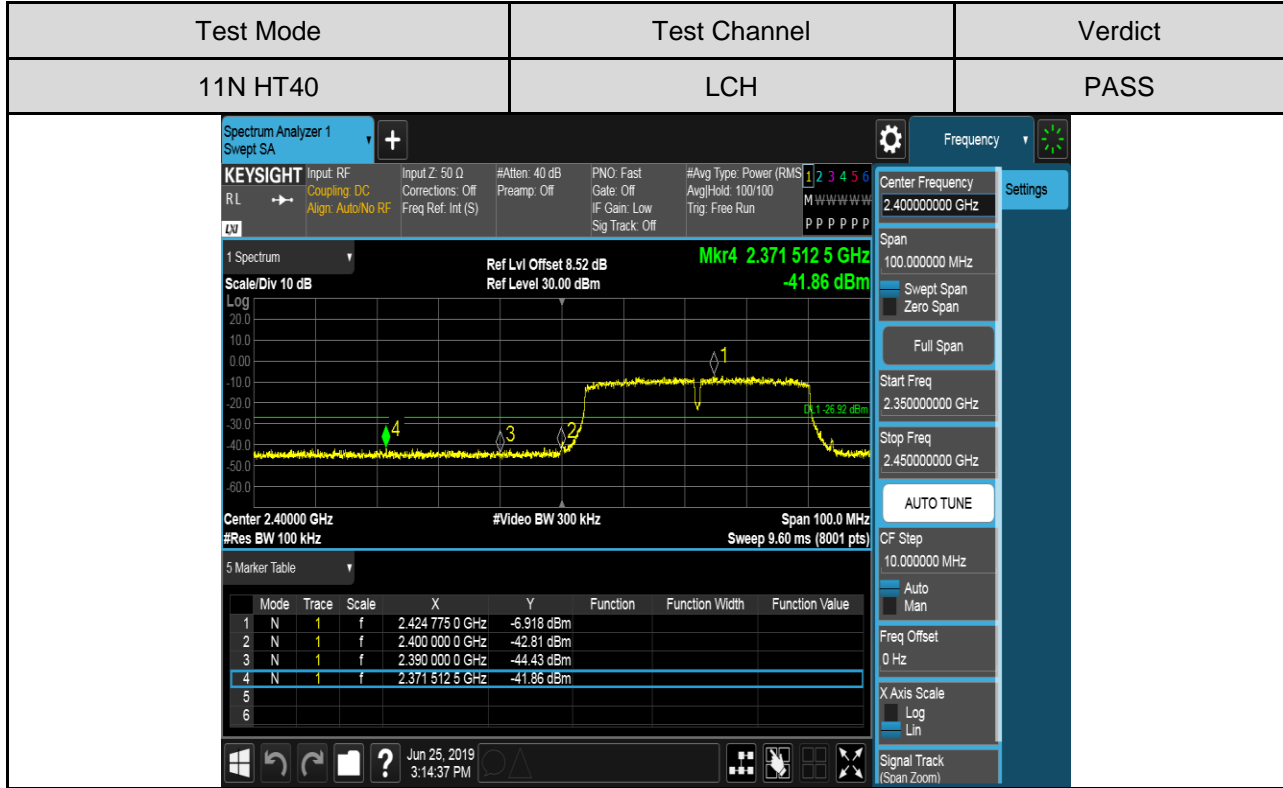 Test Mode Test Channel Verdict
11N HT40 LCH PASS
Spectrum Analyzer 1
Swept SA
+
Frequency
KEYSIGHT Input: RF Input Z: 50 Ω #Atten: 40 dB PNO: Fast #Avg Type: Power (RMS 1 2 3 4 5 6
RL Coupling: DC Corrections: Off Preamp: Off Gate: Off Avg|Hold: 100/100 M W W W W W
Align: Auto/No RF Freq Ref: Int (S) IF Gain: Low Trig: Free Run
LXI Sig Track: Off P P P P P P
Center Frequency
2.400000000 GHz
Settings
1 Spectrum
Ref Lvl Offset 8.52 dB
Mkr4 2.371 512 5 GHz
Scale/Div 10 dB
Ref Level 30.00 dBm
-41.86 dBm
Log
20.0
10.0
0.00
-10.0
-20.0
-30.0
-40.0
-50.0
-60.0
1
2
3
4
DL1 -26.92 dBm
Center 2.40000 GHz #Video BW 300 kHz Span 100.0 MHz
#Res BW 100 kHz Sweep 9.60 ms (8001 pts)
Span
100.000000 MHz
Swept Span
Zero Span
Full Span
Start Freq
2.350000000 GHz
Stop Freq
2.450000000 GHz
AUTO TUNE
CF Step
10.000000 MHz
Auto
Man
Freq Offset
0 Hz
X Axis Scale
Log
Lin
Signal Track
(Span Zoom)
5 Marker Table
Mode Trace Scale X Y Function Function Width Function Value
1 N 1 f 2.424 775 0 GHz -6.918 dBm
2 N 1 f 2.400 000 0 GHz -42.81 dBm
3 N 1 f 2.390 000 0 GHz -44.43 dBm
4 N 1 f 2.371 512 5 GHz -41.86 dBm
5
6
? Jun 25, 2019
3:14:37 PM